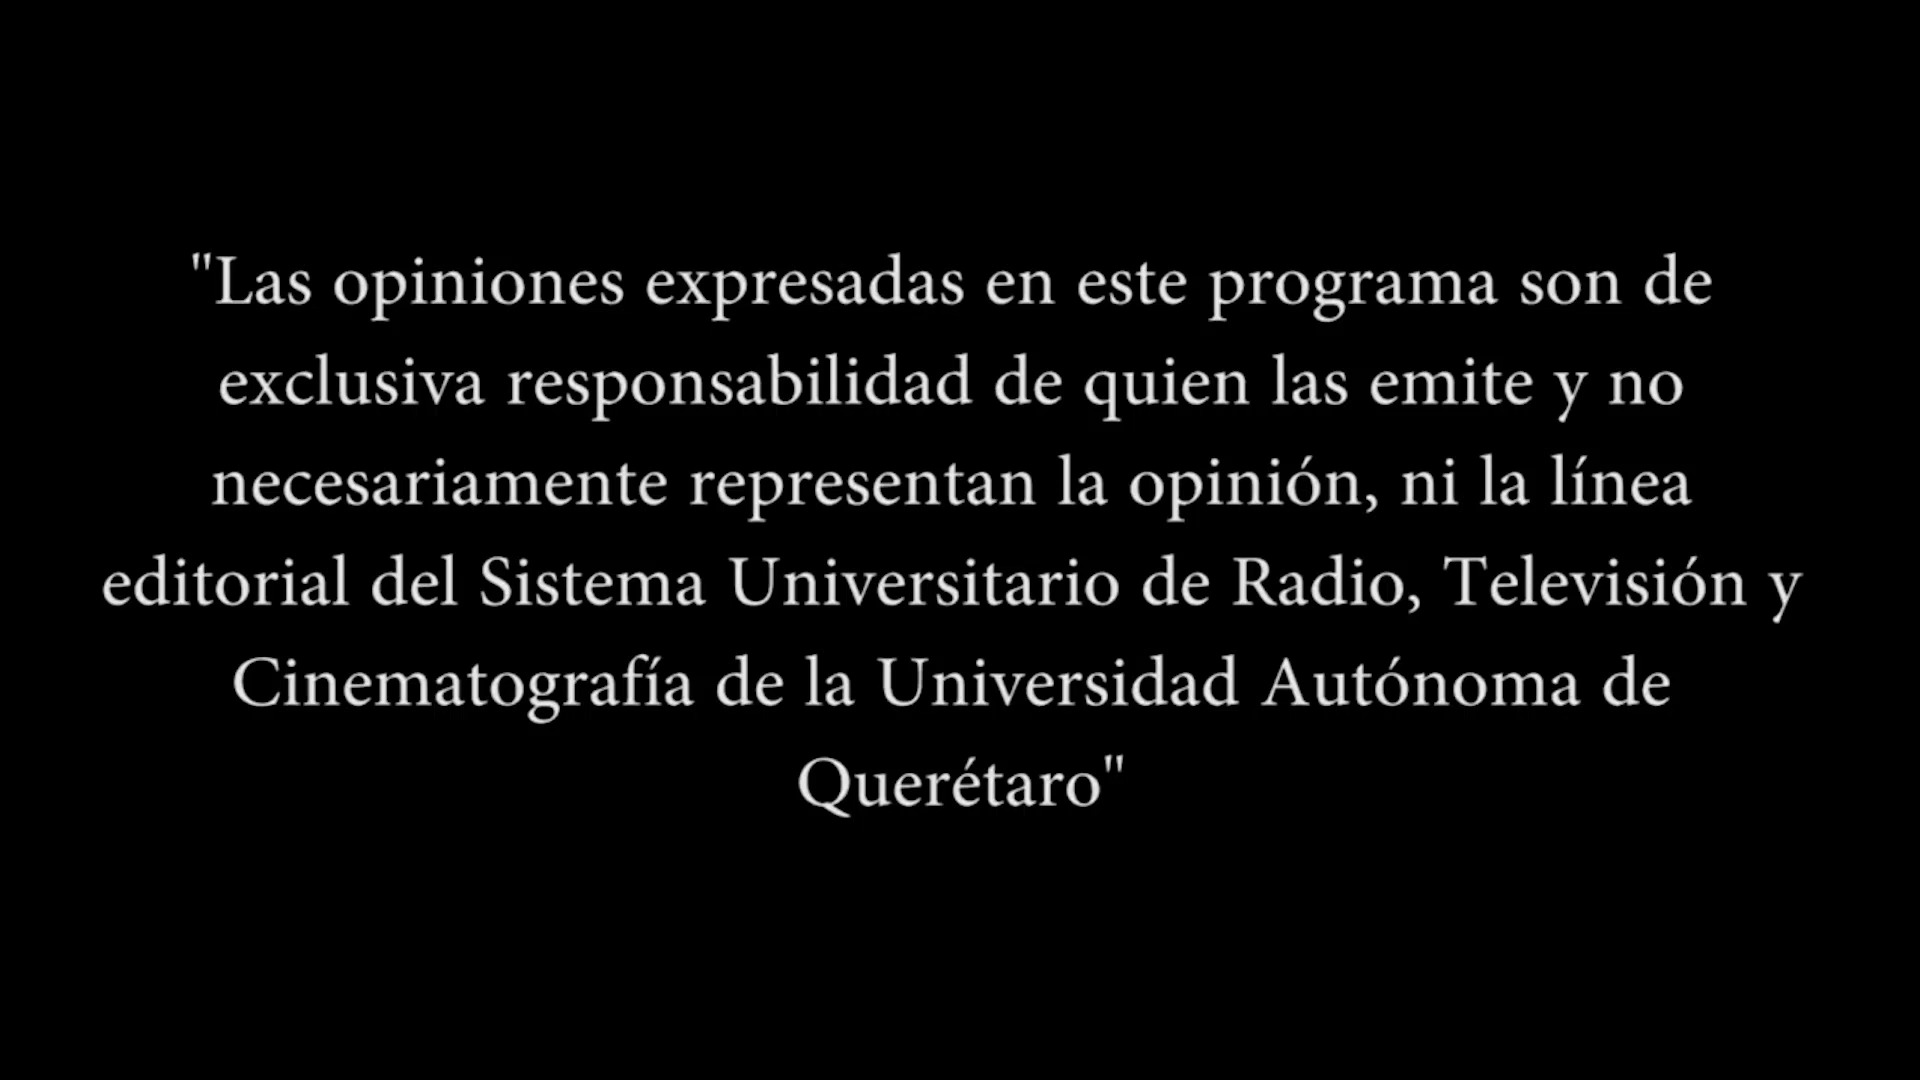 "Las opiniones expresadas en este programa son de
exclusiva responsabilidad de quien las emite y no
necesariamente representan la opinión, ni la línea
editorial del Sistema Universitario de Radio, Televisión y
Cinematografía de la Universidad Autónoma de
Querétaro"